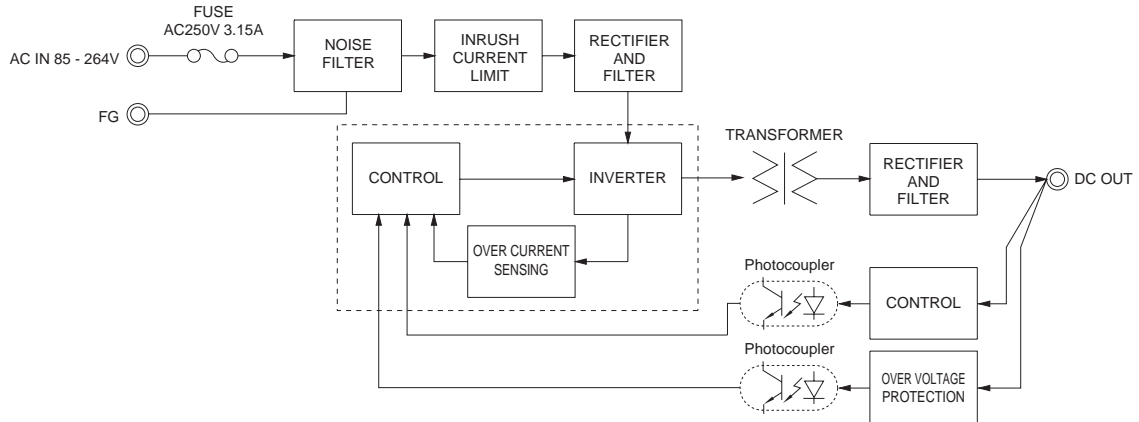 FUSE
AC250V 3.15A
AC IN 85 - 264V
NOISE
FILTER
INRUSH
CURRENT
LIMIT
RECTIFIER
AND
FILTER
FG
TRANSFORMER
CONTROL
INVERTER
RECTIFIER
AND
FILTER
DC OUT
OVER CURRENT
SENSING
Photocoupler
CONTROL
Photocoupler
OVER VOLTAGE
PROTECTION